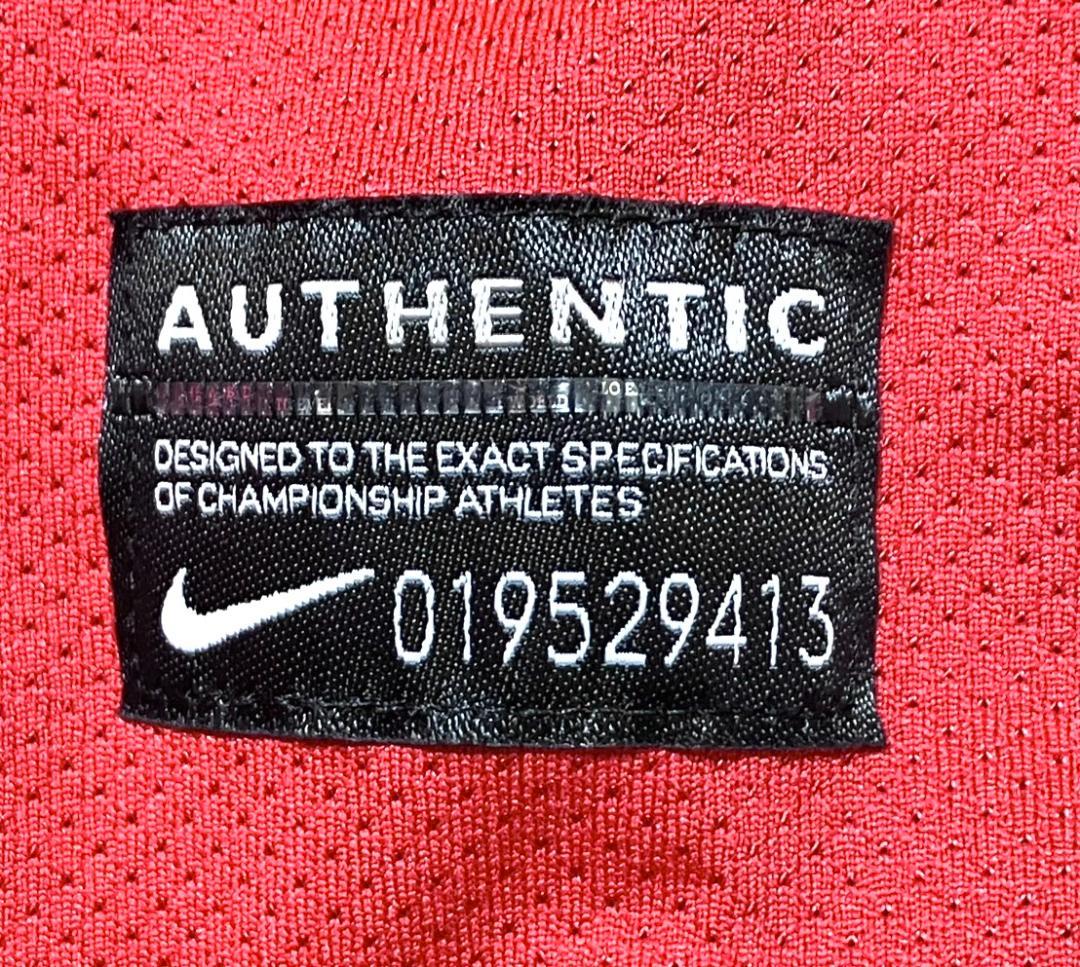 AUTHENTIC
DESIGNED TO THE EXACT SPECIFICATIONS
OF CHAMPIONSHIP ATHLETES
019529413